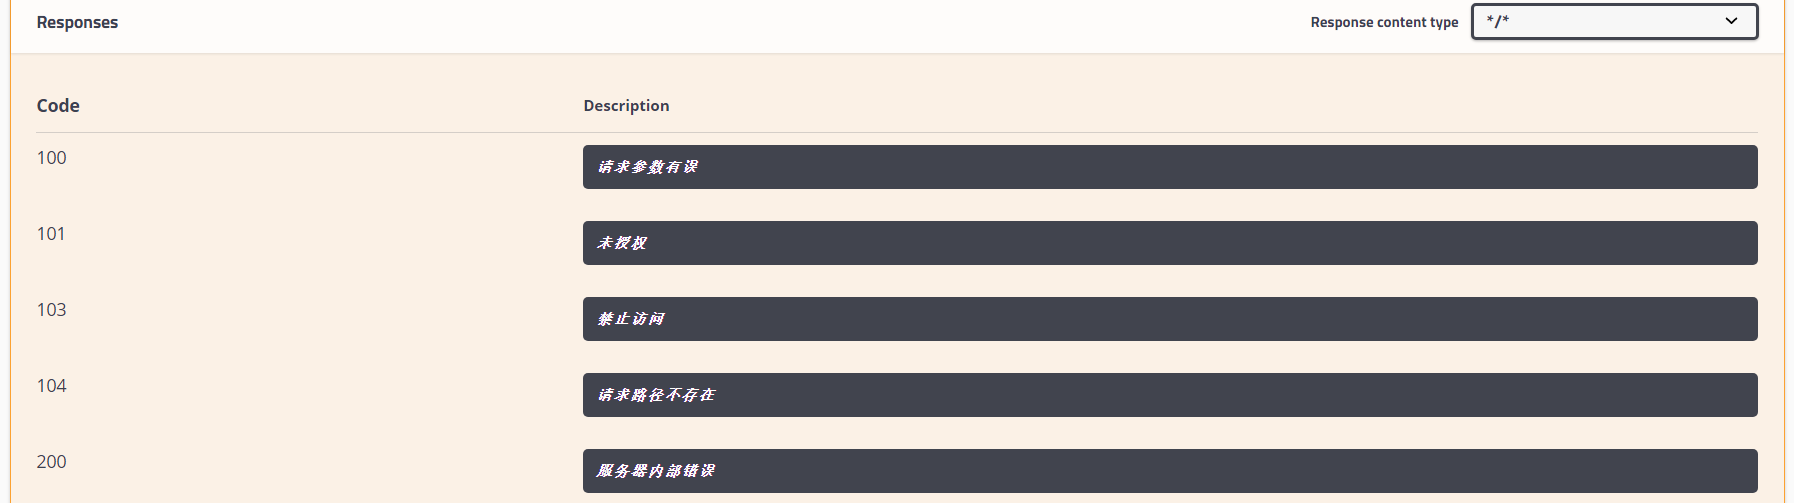 Responses
Response content type */*
Code Description
100 请求参数有误
101 未授权
103 禁止访问
104 请求路径不存在
200 服务器内部错误